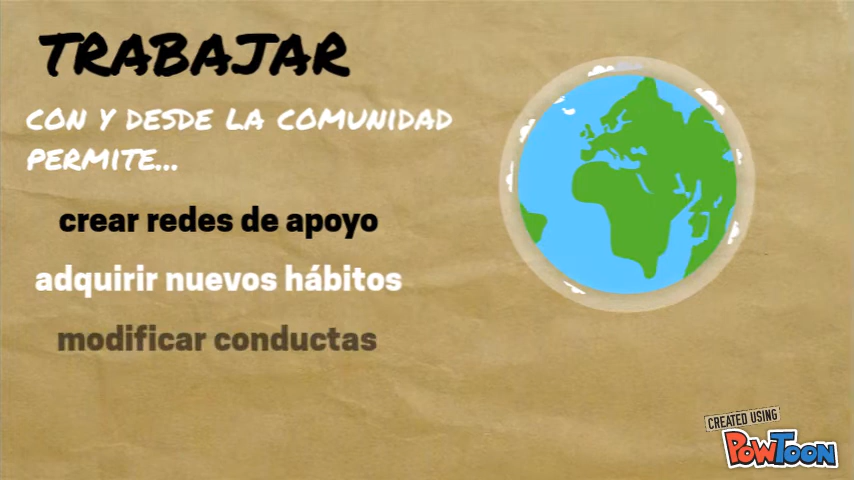 TRABAJAR
CON Y DESDE LA COMUNIDAD
PERMITE...
crear redes de apoyo
adquirir nuevos hábitos
modificar conductas
CREATED USING
POWTOON